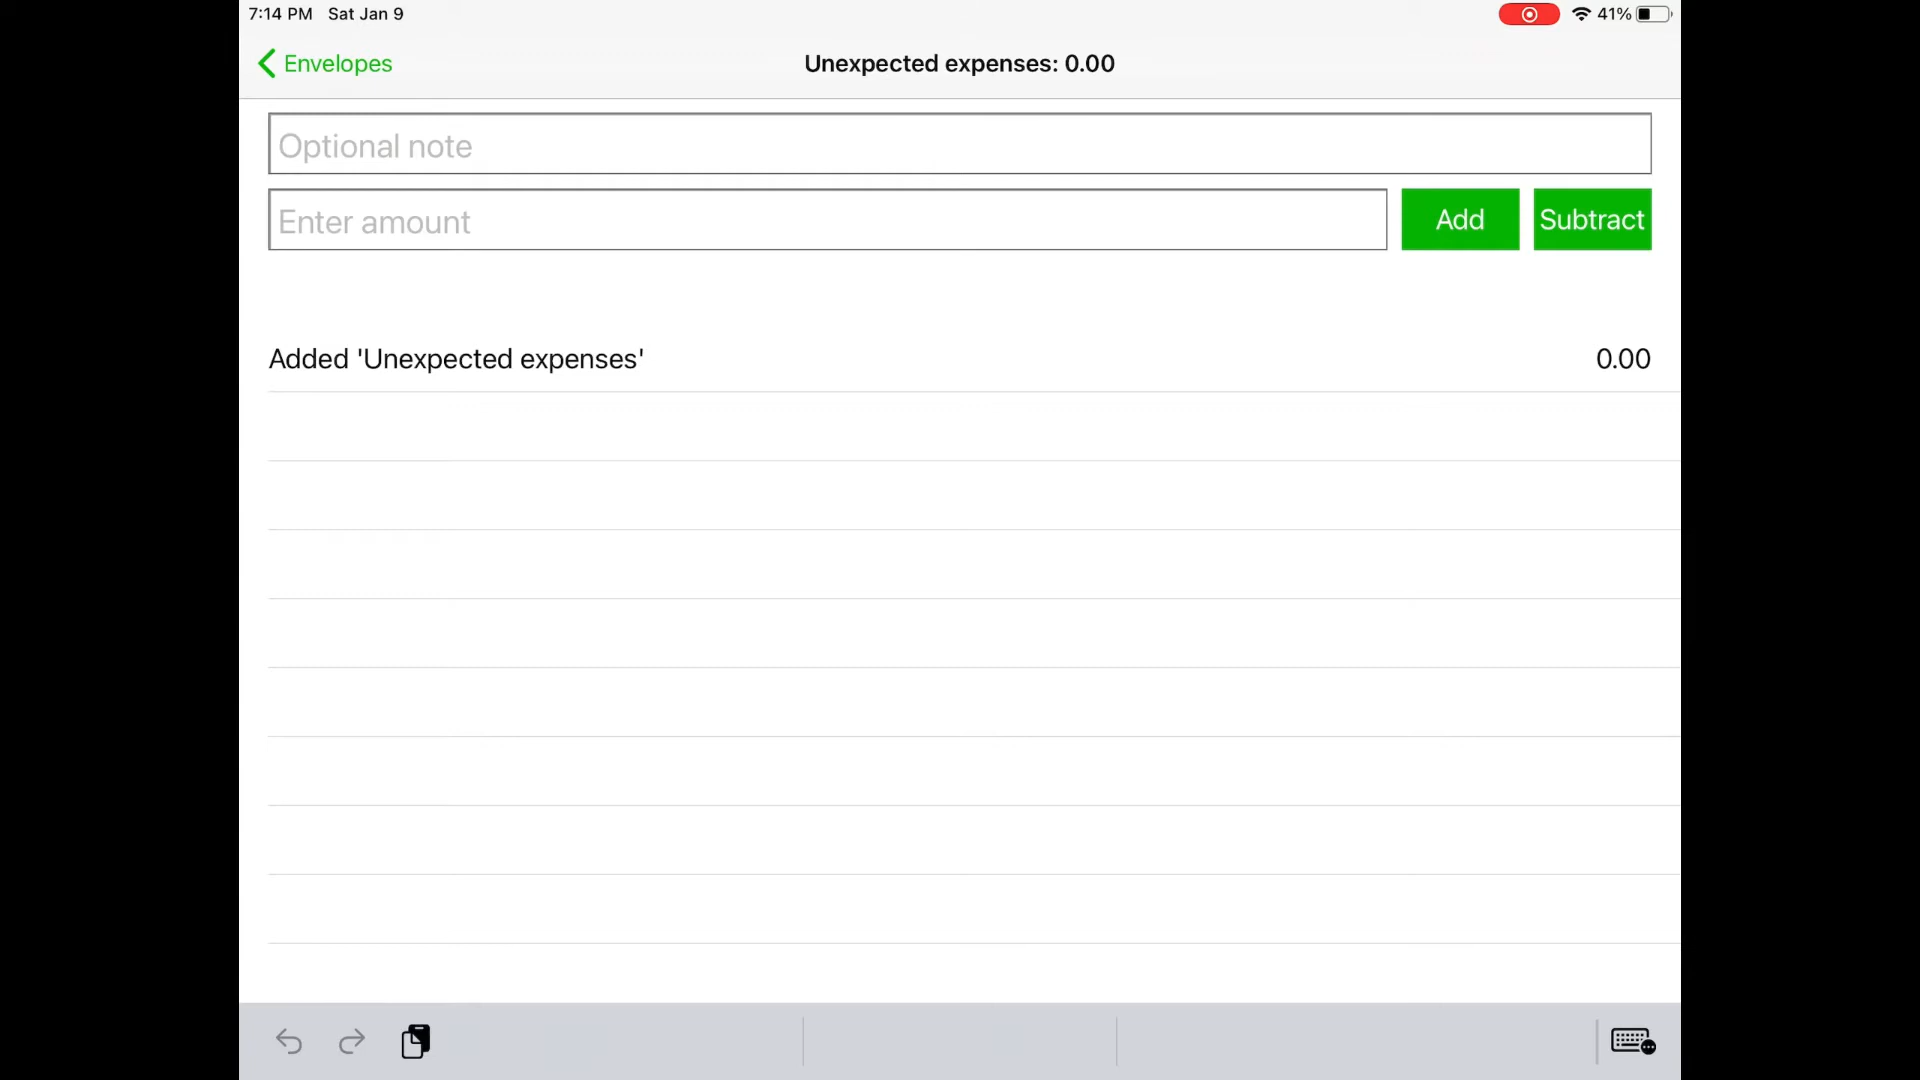 7:14 PM Sat Jan 9 41%
Envelopes Unexpected expenses: 0.00
Optional note
Enter amount Add Subtract
Added 'Unexpected expenses' 0.00